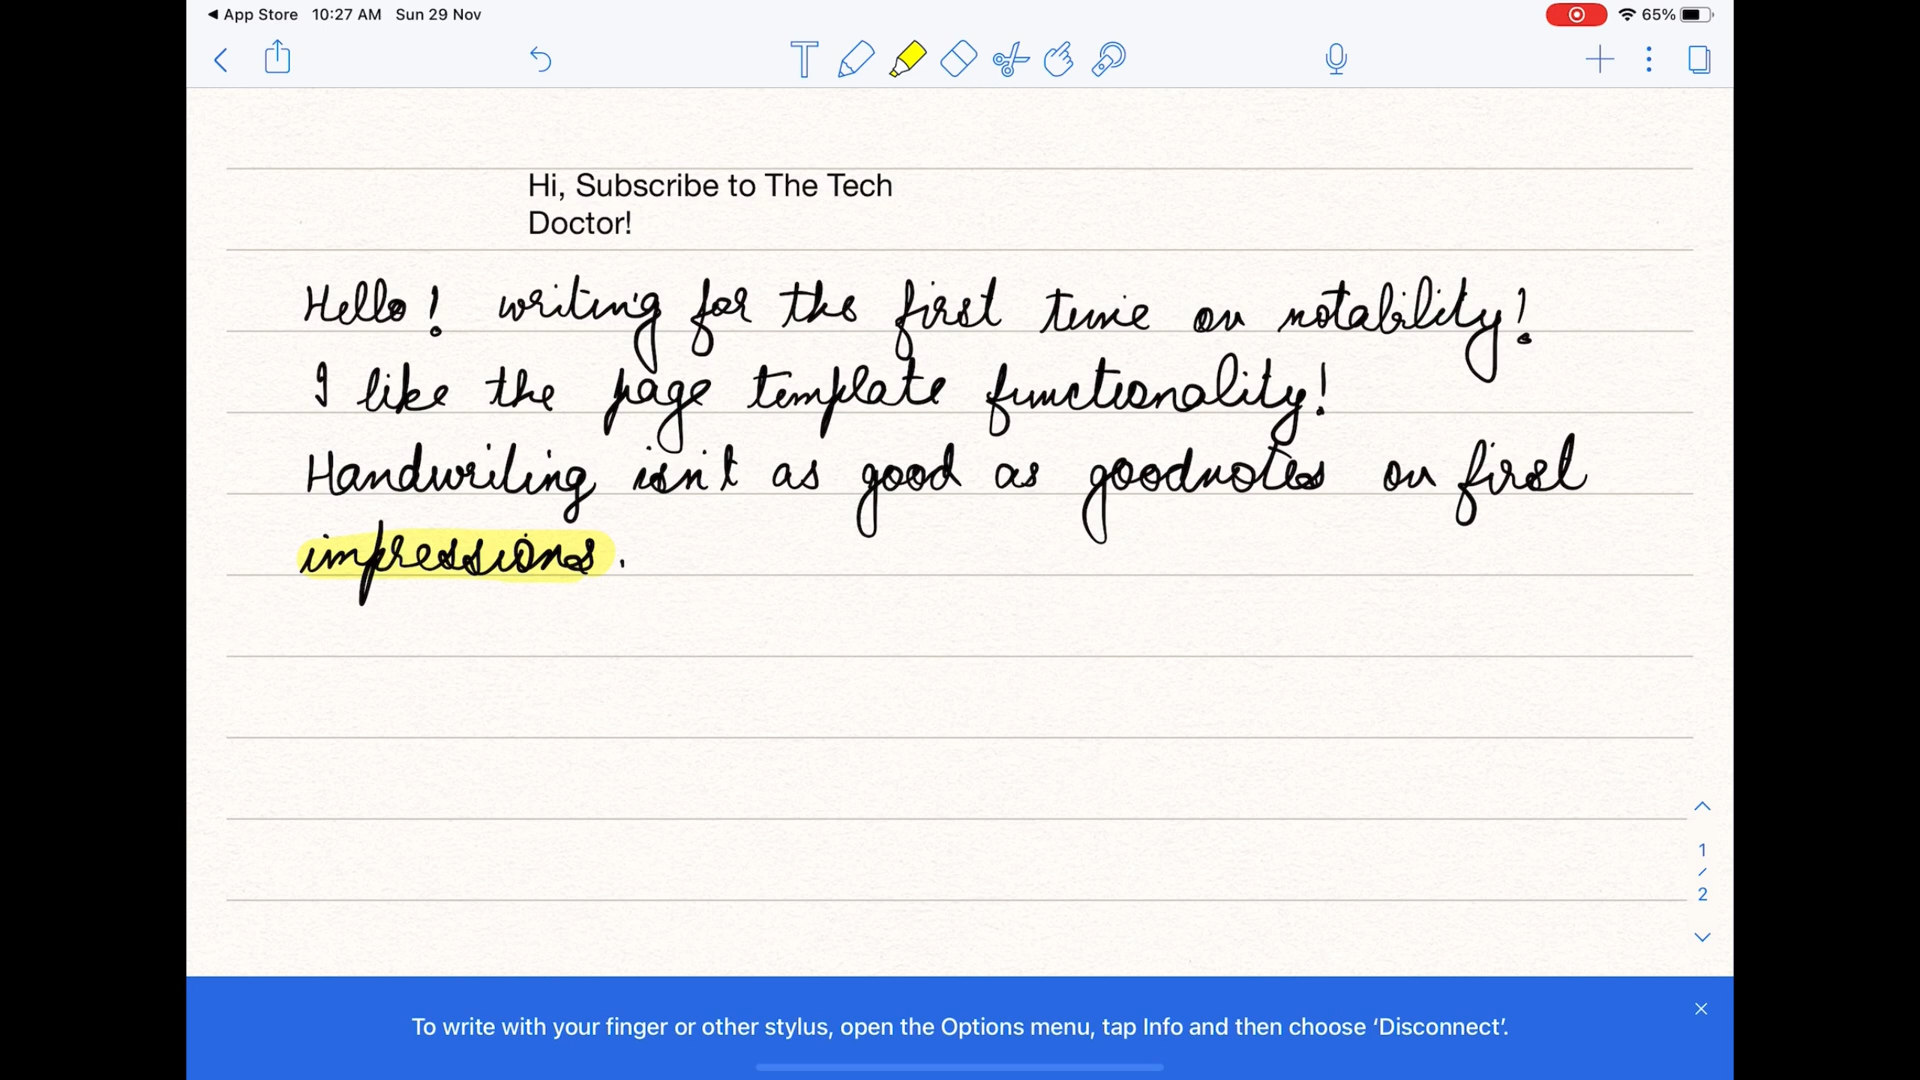 App Store 10:27 AM Sun 29 Nov 65%
T
Hi, Subscribe to The Tech
Doctor!
Hello! writing for the first time on notability!
I like the page template functionality!
Handwriting isn't as good as goodnotes on first
impressions.
1
/
2
To write with your finger or other stylus, open the Options menu, tap Info and then choose ‘Disconnect’.